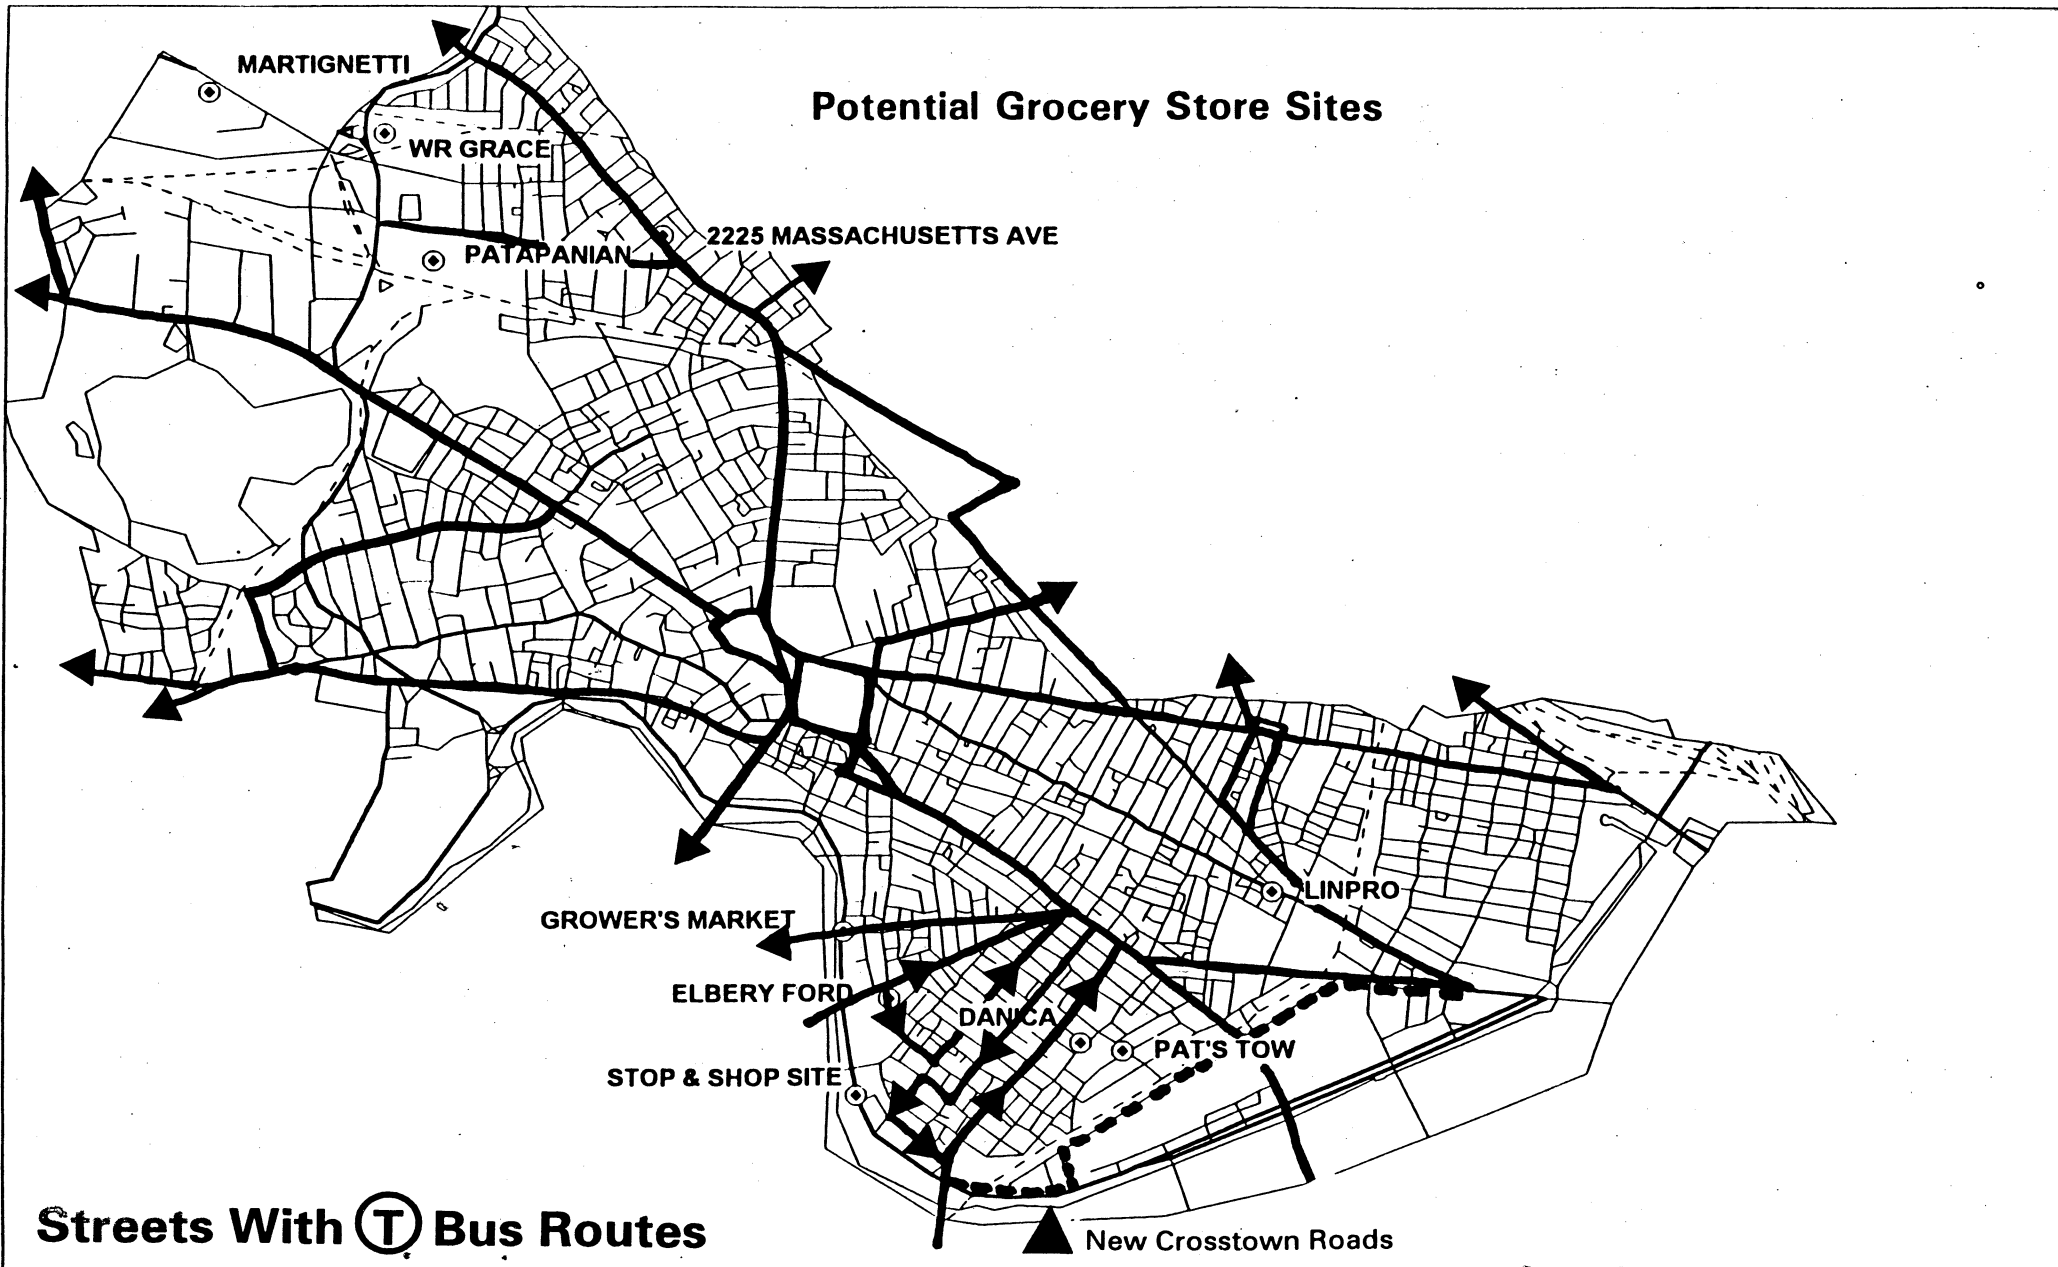 MARTIGNETTI
Potential Grocery Store Sites
WR GRACE
2225 MASSACHUSETTS AVE
PATAPANIAN
LINPRO
GROWER'S MARKET
ELBERY FORD
DANICA
PAT'S TOW
STOP & SHOP SITE
Streets With T Bus Routes
New Crosstown Roads